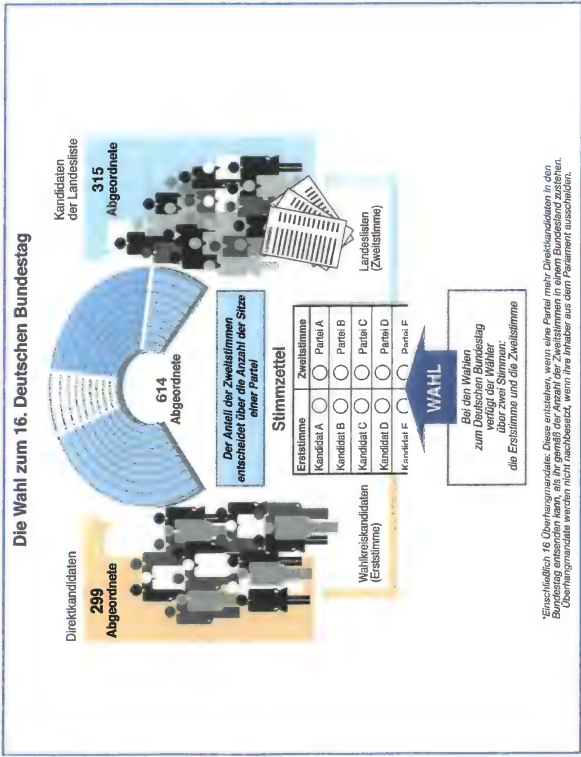 Die Wahl zum 16. Deutschen Bundestag
Direktkandidaten
299
Abgeordnete
614
Abgeordnete
Kandidaten
der Landesliste
315
Abgeordnete
Der Anteil der Zweitstimmen
entscheidet über die Anzahl der Sitze
einer Partei
Wahlkreiskandidaten
(Erststimme)
Stimmzettel
Erststimme Zweitstimme
Kandidat A Partei A
Kandidat B Partei B
Kandidat C Partei C
Kandidat D Partei D
Kandidat F Partei F
Landeslisten
(Zweitstimme)
WAHL
Bei den Wahlen
zum Deutschen Bundestag
verfügt der Wähler
über zwei Stimmen:
die Erststimme und die Zweitstimme
*Einschließlich 16 Überhangmandate: Diese entstehen, wenn eine Partei mehr Direktkandidaten in den
Bundestag entsenden kann, als ihr gemäß der Anzahl der Zweitstimmen in einem Bundesland zustehen.
Überhangmandate werden nicht nachbesetzt, wenn ihre Inhaber aus dem Parlament ausscheiden.